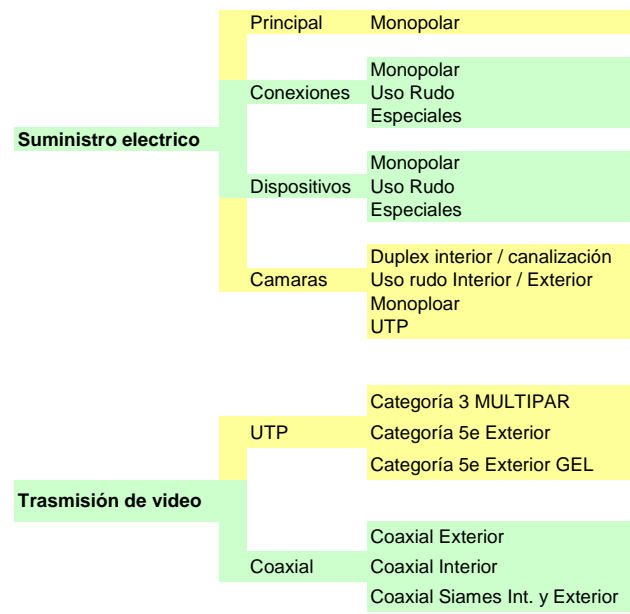 Principal Monopolar
Monopolar
Conexiones Uso Rudo
Especiales
Suministro electrico
Monopolar
Dispositivos Uso Rudo
Especiales
Duplex interior / canalización
Camaras Uso rudo Interior / Exterior
Monoploar
UTP
Categoría 3 MULTIPAR
UTP Categoría 5e Exterior
Categoría 5e Exterior GEL
Trasmisión de video
Coaxial Exterior
Coaxial Coaxial Interior
Coaxial Siames Int. y Exterior